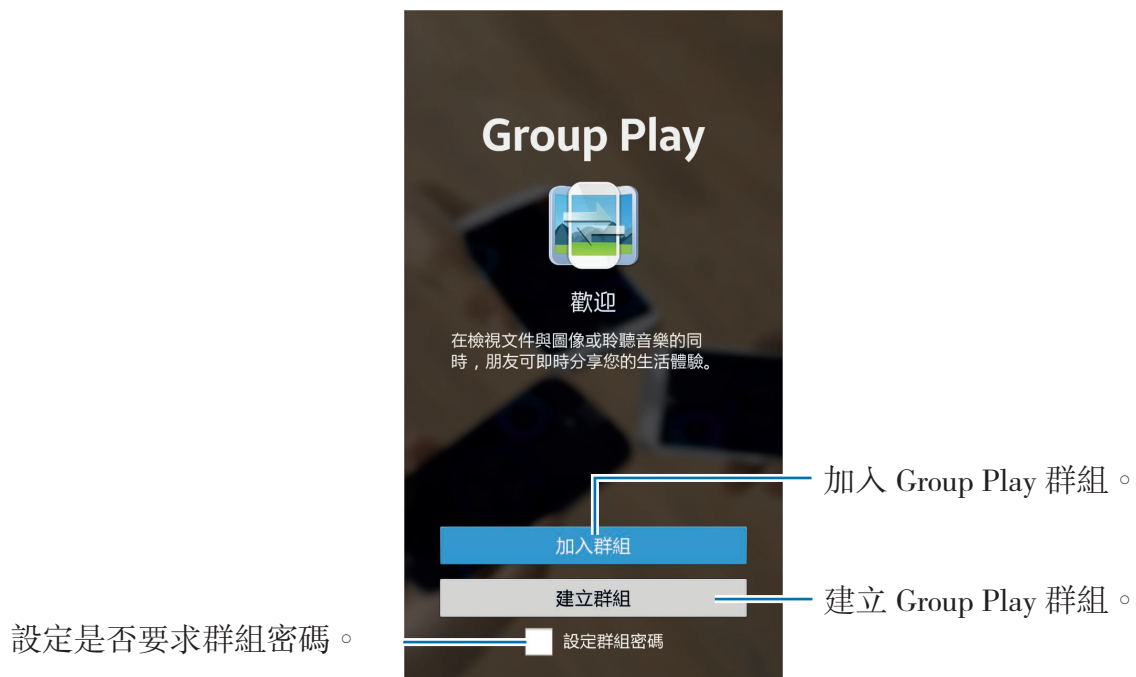 Group Play
歡迎
在檢視文件與圖像或聆聽音樂的同
時，朋友可即時分享您的生活體驗。
加入 Group Play 群組。
加入群組
建立群組
建立 Group Play 群組。
設定是否要求群組密碼。
設定群組密碼